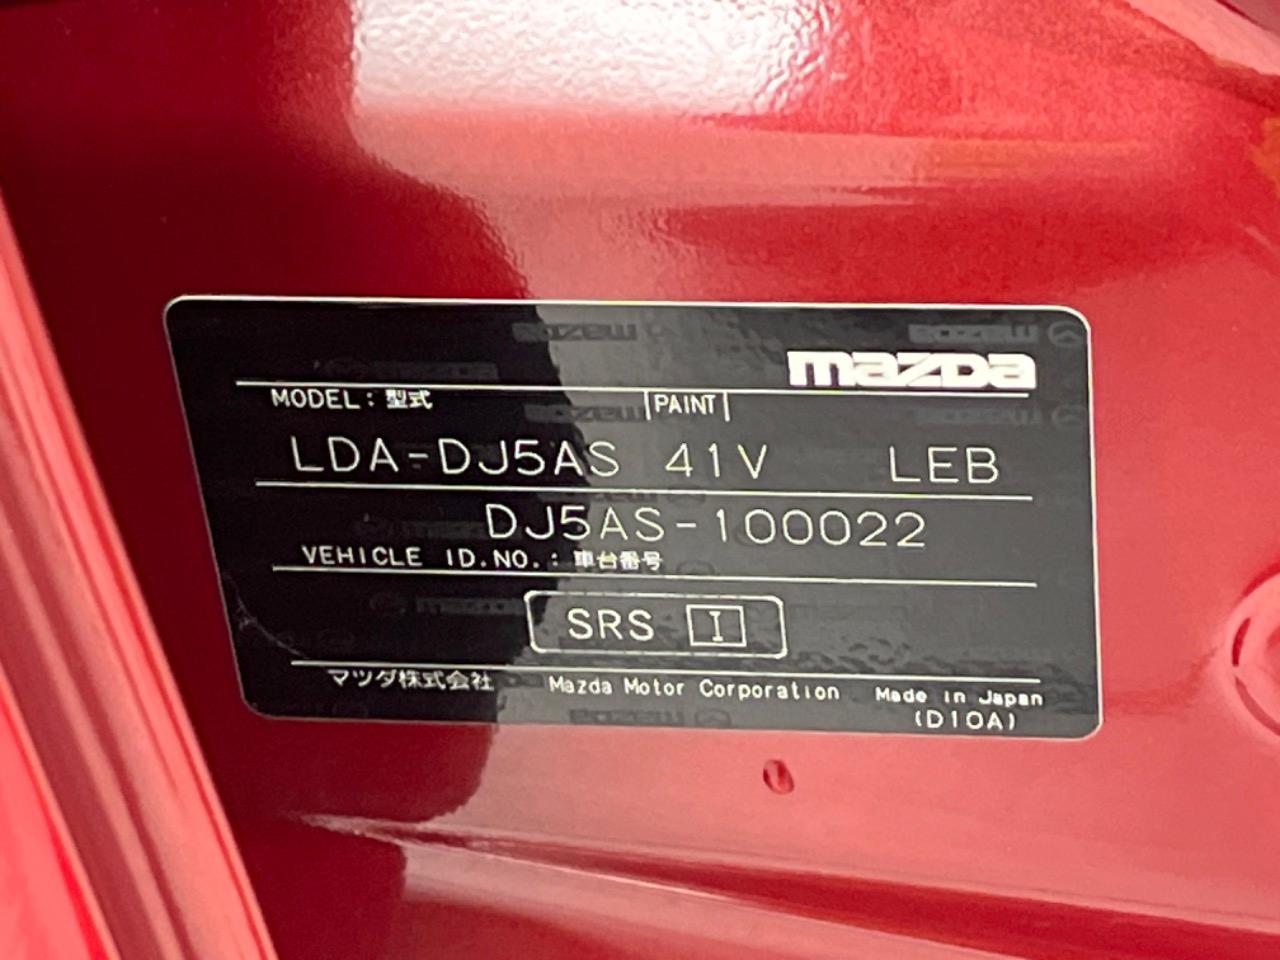 mazda
MODEL: 型式 |PAINT|
LDA-DJ5AS 41V LEB
DJ5AS-100022
VEHICLE ID.NO.: 車台番号
SRS I
マツダ株式会社 Mazda Motor Corporation Made in Japan
(D10A)